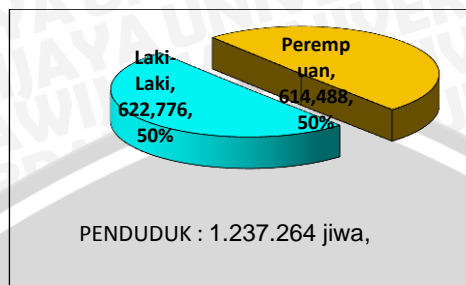 Laki-
Laki,
622,776,
50%
Peremp
uan,
614,488,
50%
PENDUDUK : 1.237.264 jiwa,